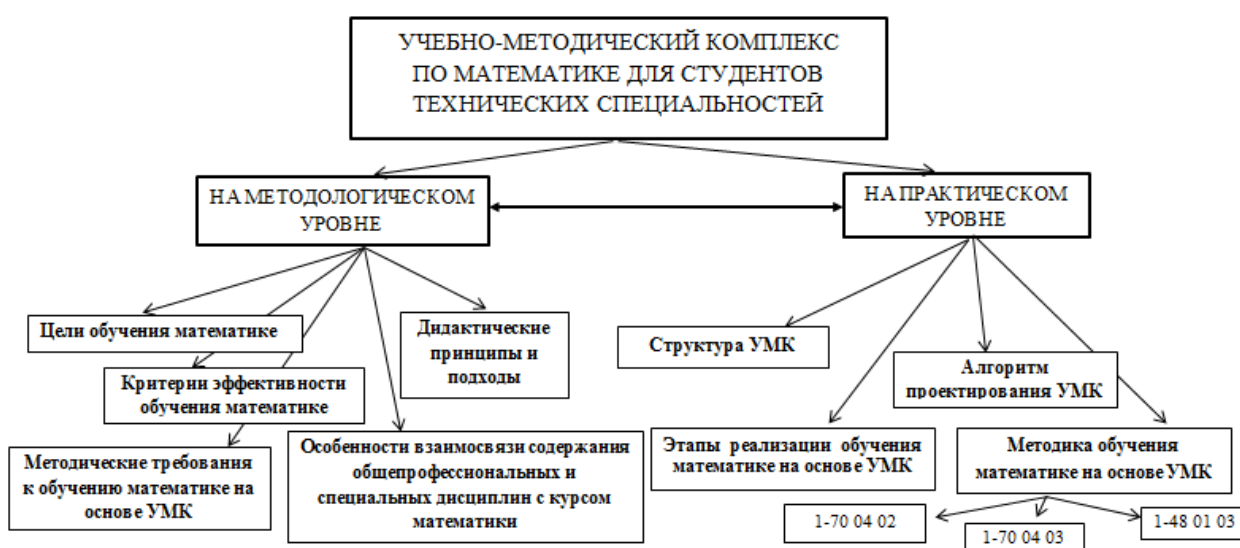 УЧЕБНО-МЕТОДИЧЕСКИЙ КОМПЛЕКС
ПО МАТЕМАТИКЕ ДЛЯ СТУДЕНТОВ
ТЕХНИЧЕСКИХ СПЕЦИАЛЬНОСТЕЙ
НА МЕТОДОЛОГИЧЕСКОМ
УРОВНЕ
НА ПРАКТИЧЕСКОМ
УРОВНЕ
Цели обучения математике
Дидактические
принципы и
подходы
Критерии эффективности
обучения математике
Методические требования
к обучению математике на
основе УМК
Особенности взаимосвязи содержания
общепрофессиональных и
специальных дисциплин с курсом
математики
Структура УМК
Алгоритм
проектирования УМК
Этапы реализации обучения
математике на основе УМК
Методика обучения
математике на основе УМК
1-70 04 02
1-70 04 03
1-48 01 03